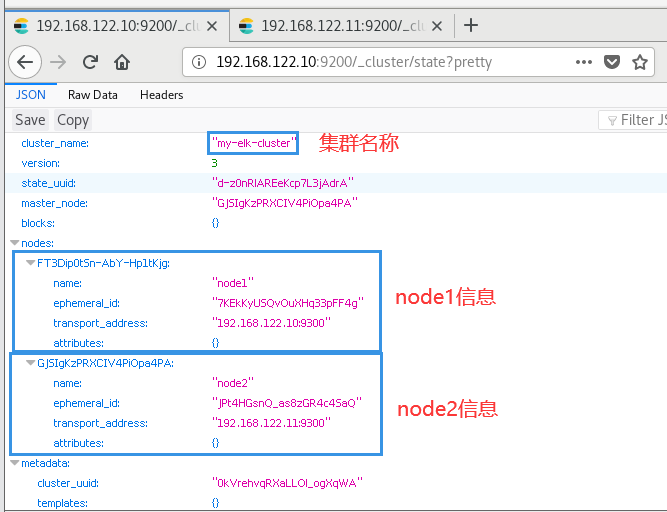 192.168.122.10:9200/_cl
192.168.122.11:9200/_cl
192.168.122.10:9200/_cluster/state?pretty
JSON Raw Data Headers
Save Copy Filter JS
cluster_name: "my-elk-cluster" 集群名称
version: 3
state_uuid: "d-z0nRIAREeKcp7L3jAdrA"
master_node: "GJSIgKzPRXCIV4PiOpa4PA"
blocks: {}
nodes:
FT3Dip0tSn-AbY-Hp1tKjg:
name: "node1"
ephemeral_id: "7KEkKyUSQvOuXHq33pFF4g"
node1信息
transport_address: "192.168.122.10:9300"
attributes: {}
GJSIgKzPRXCIV4PiOpa4PA:
name: "node2"
ephemeral_id: "JPt4HGsnQ_as8zGR4c4SaQ"
node2信息
transport_address: "192.168.122.11:9300"
attributes: {}
metadata:
cluster_uuid: "0kVrehvqRXaLLOl_ogXqWA"
templates: {}